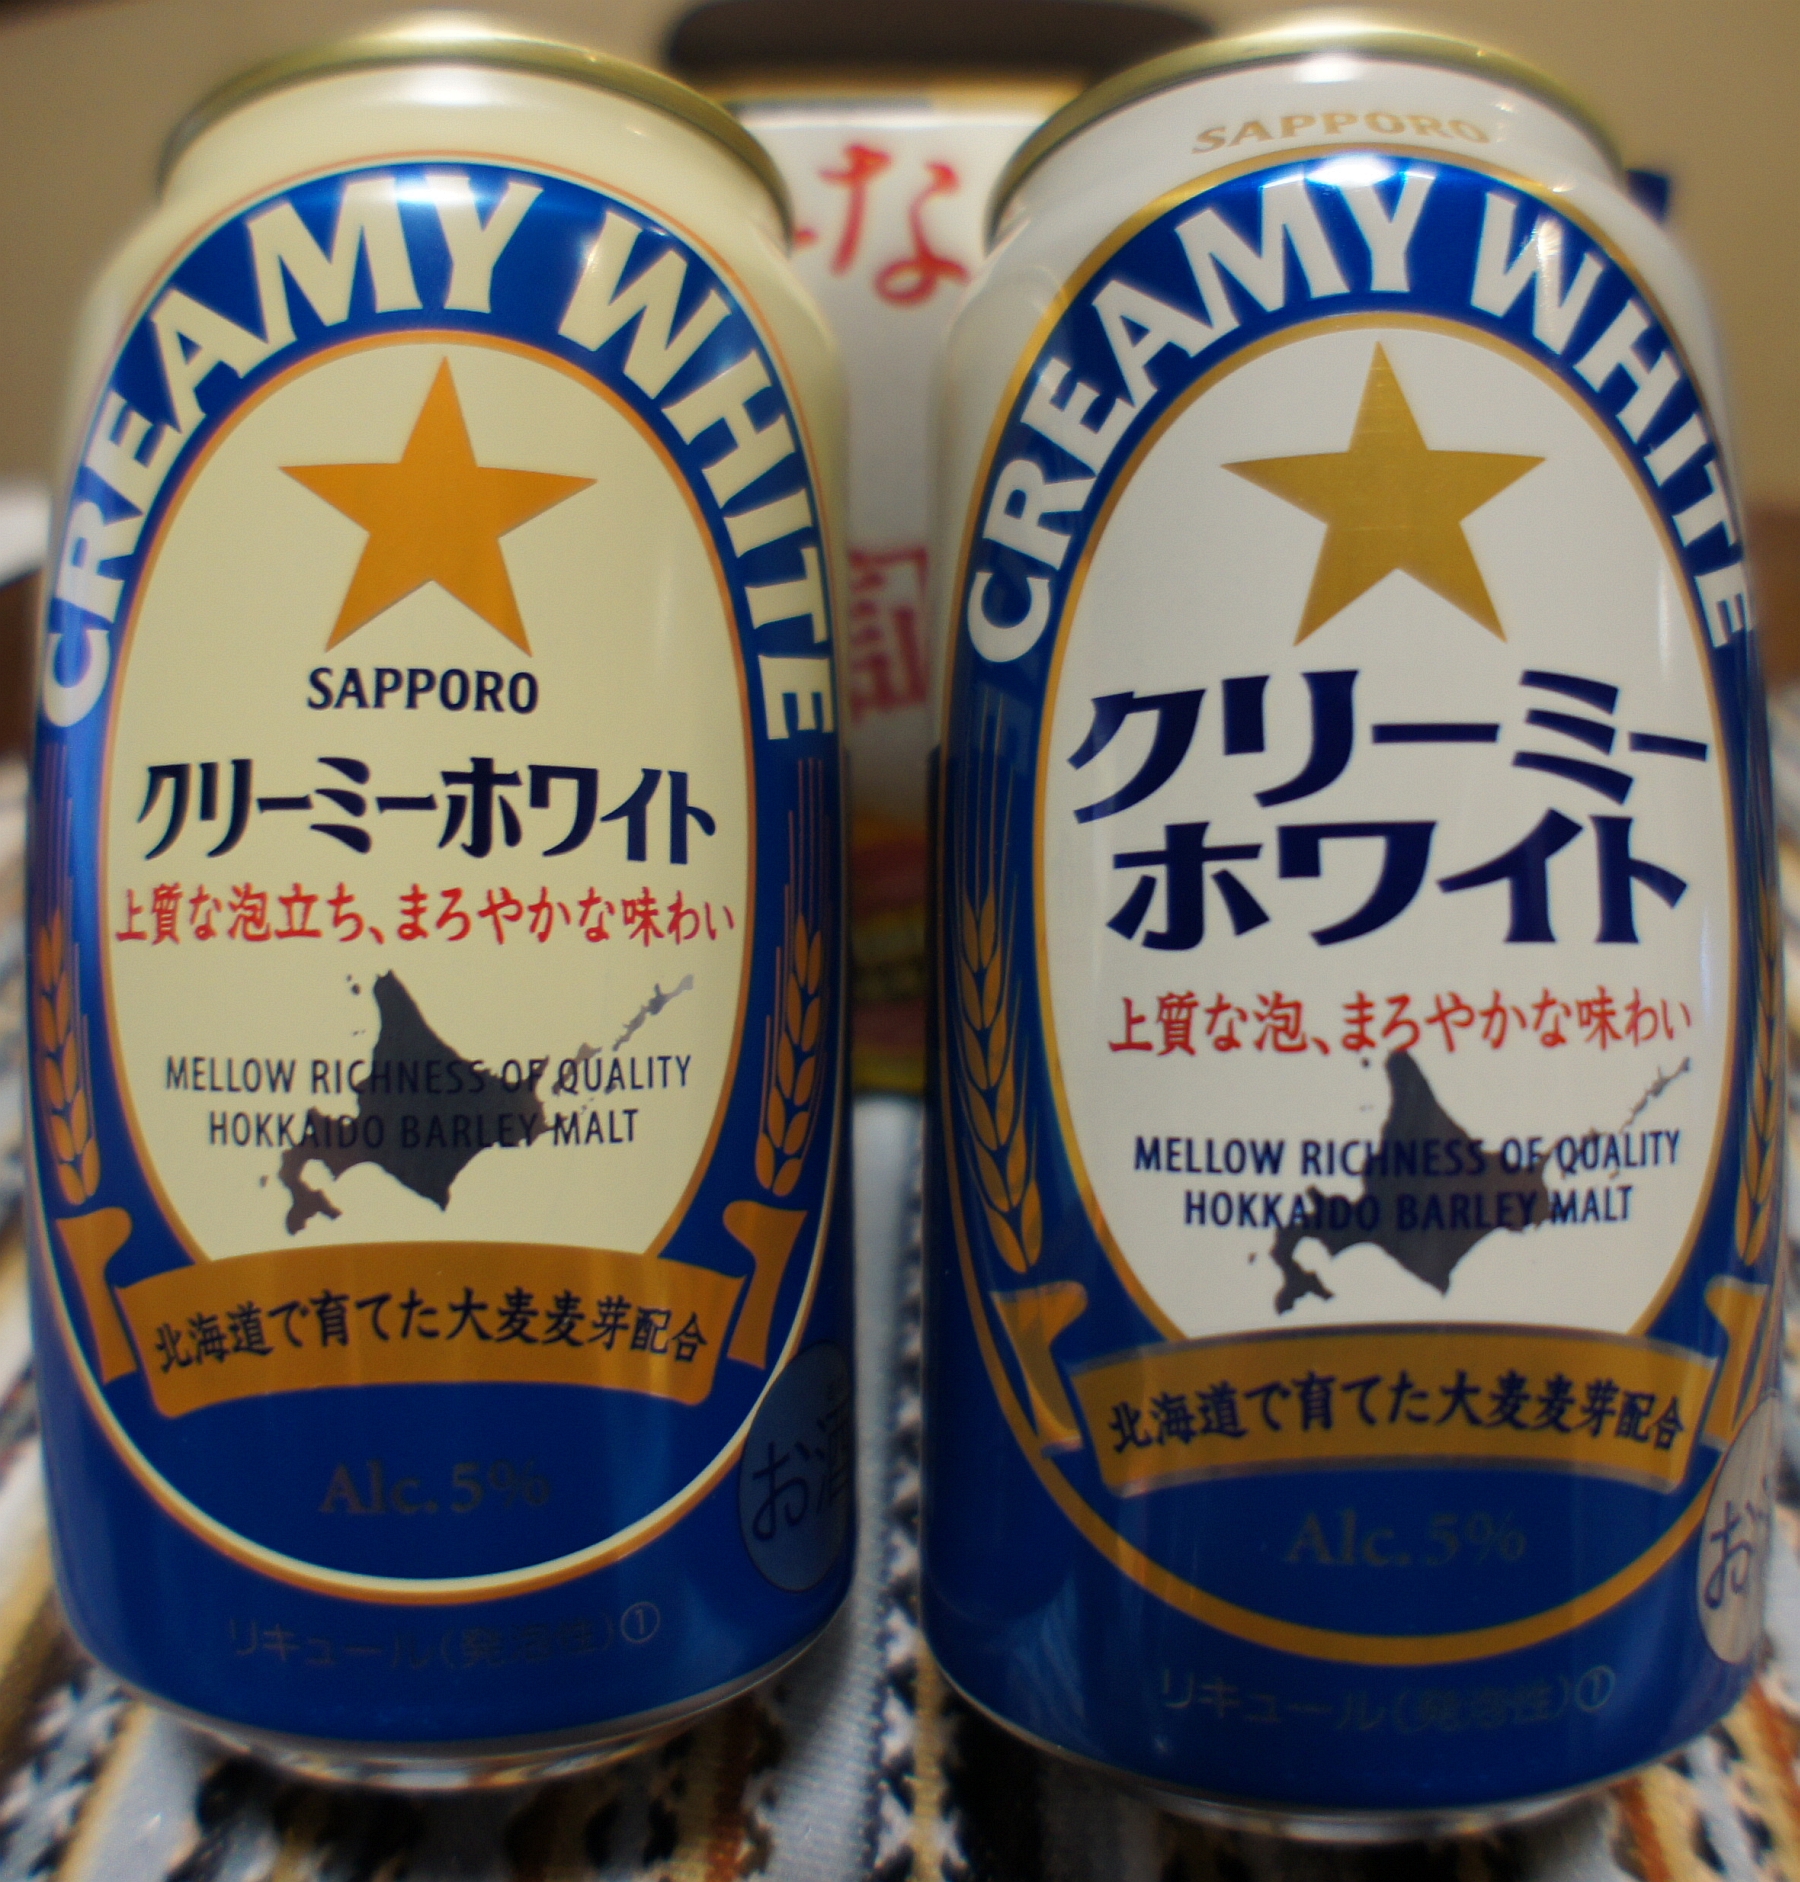 CREAMY WHITE
SAPPORO
クリーミーホワイト
上質な泡立ち、まろやかな味わい
MELLOW RICHNESS OF QUALITY
HOKKAIDO BARLEY MALT
北海道で育てた大麦麦芽配合
Alc.5%
お酒
リキュール(発泡性)①
な
SAPPORO
CREAMY WHITE
クリーミー
ホワイト
上質な泡、まろやかな味わい
MELLOW RICHNESS OF QUALITY
HOKKAIDO BARLEY MALT
北海道で育てた大麦麦芽配合
Alc.5%
お
リキュール(発泡性)①